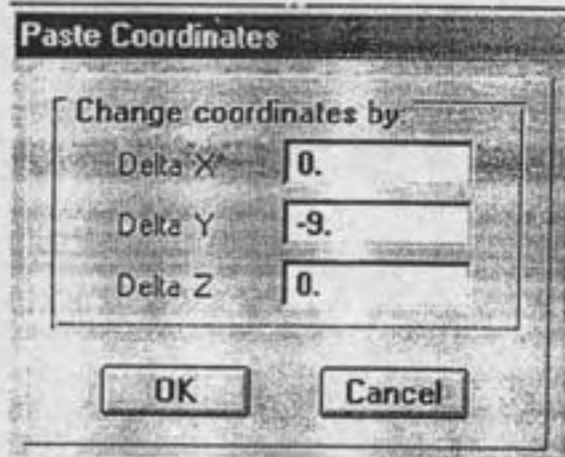 Paste Coordinates
Change coordinates by:
Delta X 0.
Delta Y -9.
Delta Z 0.
OK Cancel